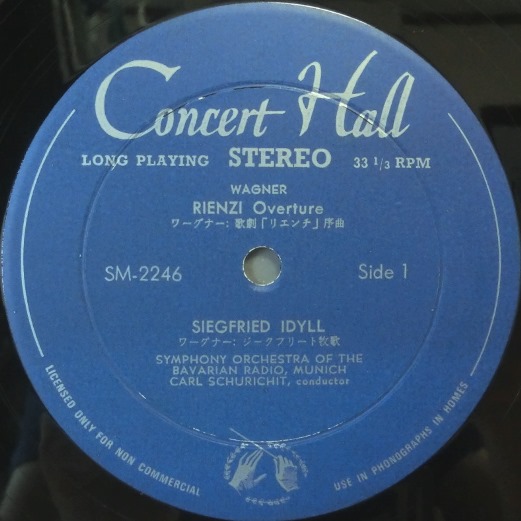 Concert Hall
LONG PLAYING STEREO 33 1/3 RPM
WAGNER
RIENZI Overture
ワーグナー: 歌劇「リエンチ」序曲
SM-2246 Side 1
SIEGFRIED IDYLL
ワーグナー: ジークフリート牧歌
SYMPHONY ORCHESTRA OF THE
BAVARIAN RADIO, MUNICH
CARL SCHURICHIT, conductor
LICENSED ONLY FOR NON COMMERCIAL USE IN PHONOGRAPHS IN HOMES